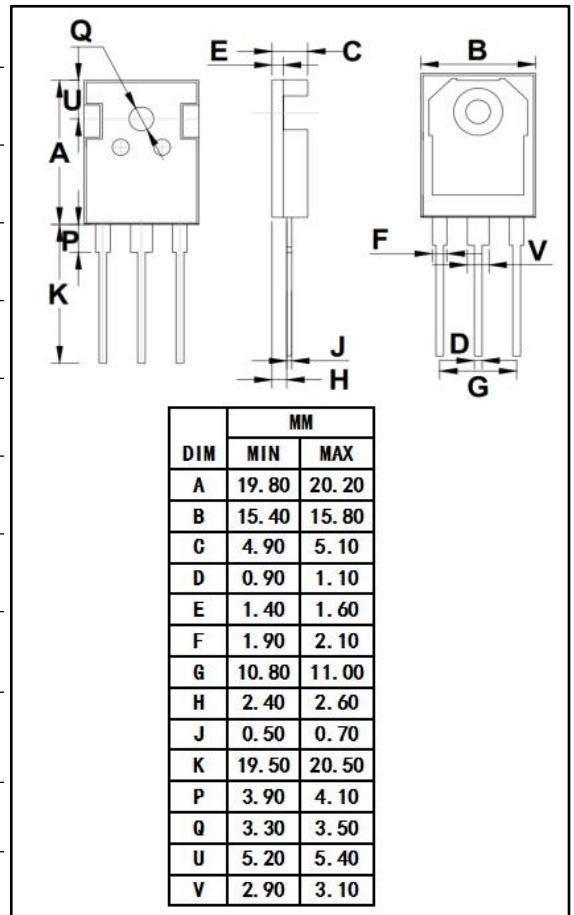 Q
E
C
B
U
A
P
K
F
V
J
H
D
G
MM
DIM MIN MAX
A 19.80 20.20
B 15.40 15.80
C 4.90 5.10
D 0.90 1.10
E 1.40 1.60
F 1.90 2.10
G 10.80 11.00
H 2.40 2.60
J 0.50 0.70
K 19.50 20.50
P 3.90 4.10
Q 3.30 3.50
U 5.20 5.40
V 2.90 3.10